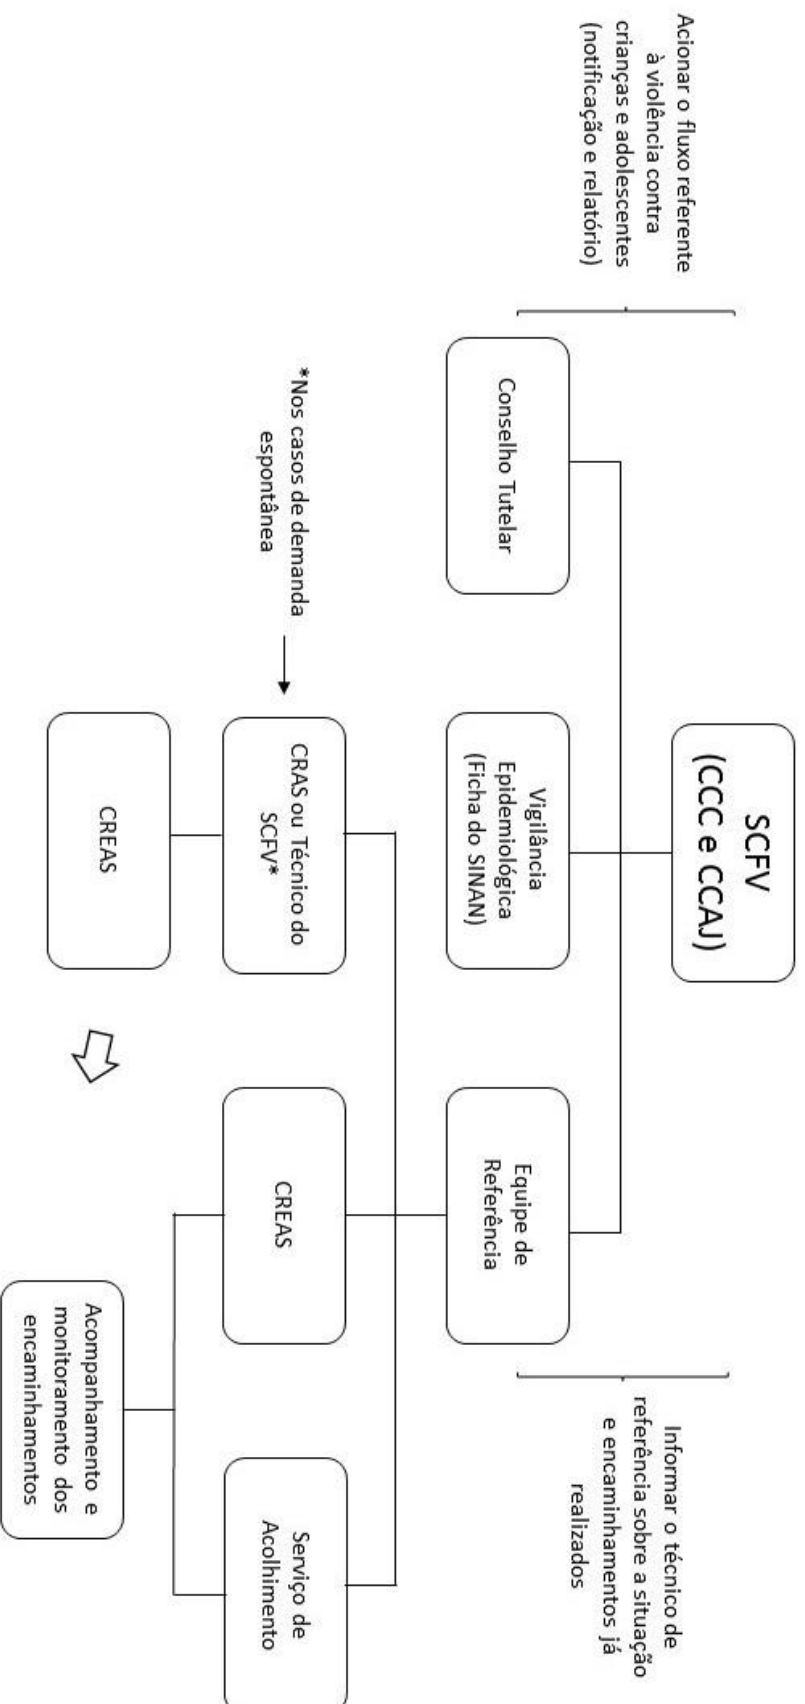 SCFV
(CCC e CCAJ)
Acionar o fluxo referente
à violência contra
crianças e adolescentes
(notificação e relatório)
Informar o técnico de
referência sobre a situação
e encaminhamentos já
realizados
Conselho Tutelar
Vigilância
Epidemiológica
(Ficha do SINAN)
Equipe de
Referência
*Nos casos de demanda
espontânea
CRAS ou Técnico do
SCFV*
CREAS
Serviço de
Acolhimento
CREAS
Acompanhamento e
monitoramento dos
encaminhamentos